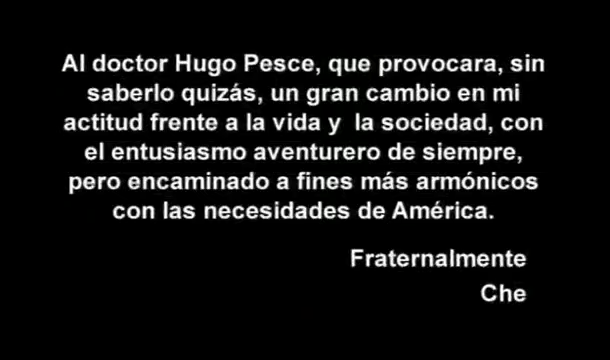 Al doctor Hugo Pesce, que provocara, sin
saberlo quizás, un gran cambio en mi
actitud frente a la vida y  la sociedad, con
el entusiasmo aventurero de siempre,
pero encaminado a fines más armónicos
con las necesidades de América.
Fraternalmente
Che